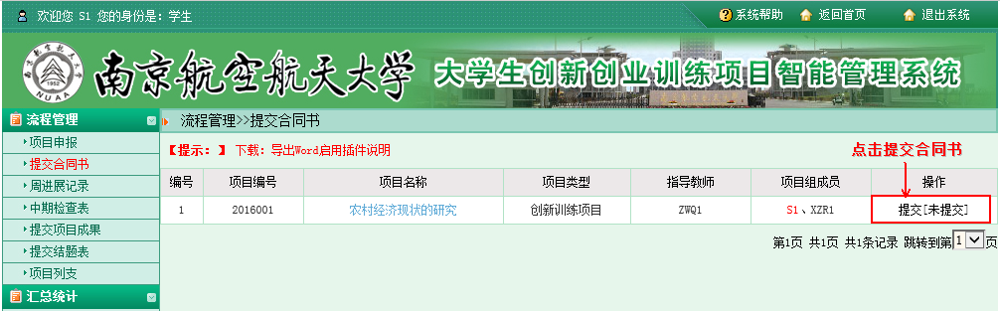 欢迎您 S1 您的身份是：学生
系统帮助 返回首页 退出系统
NUAA
1952
南京航空航天大学 大学生创新创业训练项目智能管理系统
流程管理
项目申报
提交合同书
周进展记录
中期检查表
提交项目成果
提交结题表
项目列支
汇总统计
流程管理>>提交合同书
【提示：】下载：导出Word启用插件说明
点击提交合同书
编号 项目编号 项目名称 项目类型 指导教师 项目组成员 操作
1 2016001 农村经济现状的研究 创新训练项目 ZWQ1 S1、XZR1 提交[未提交]
第1页 共1页 共1条记录 跳转到第1页